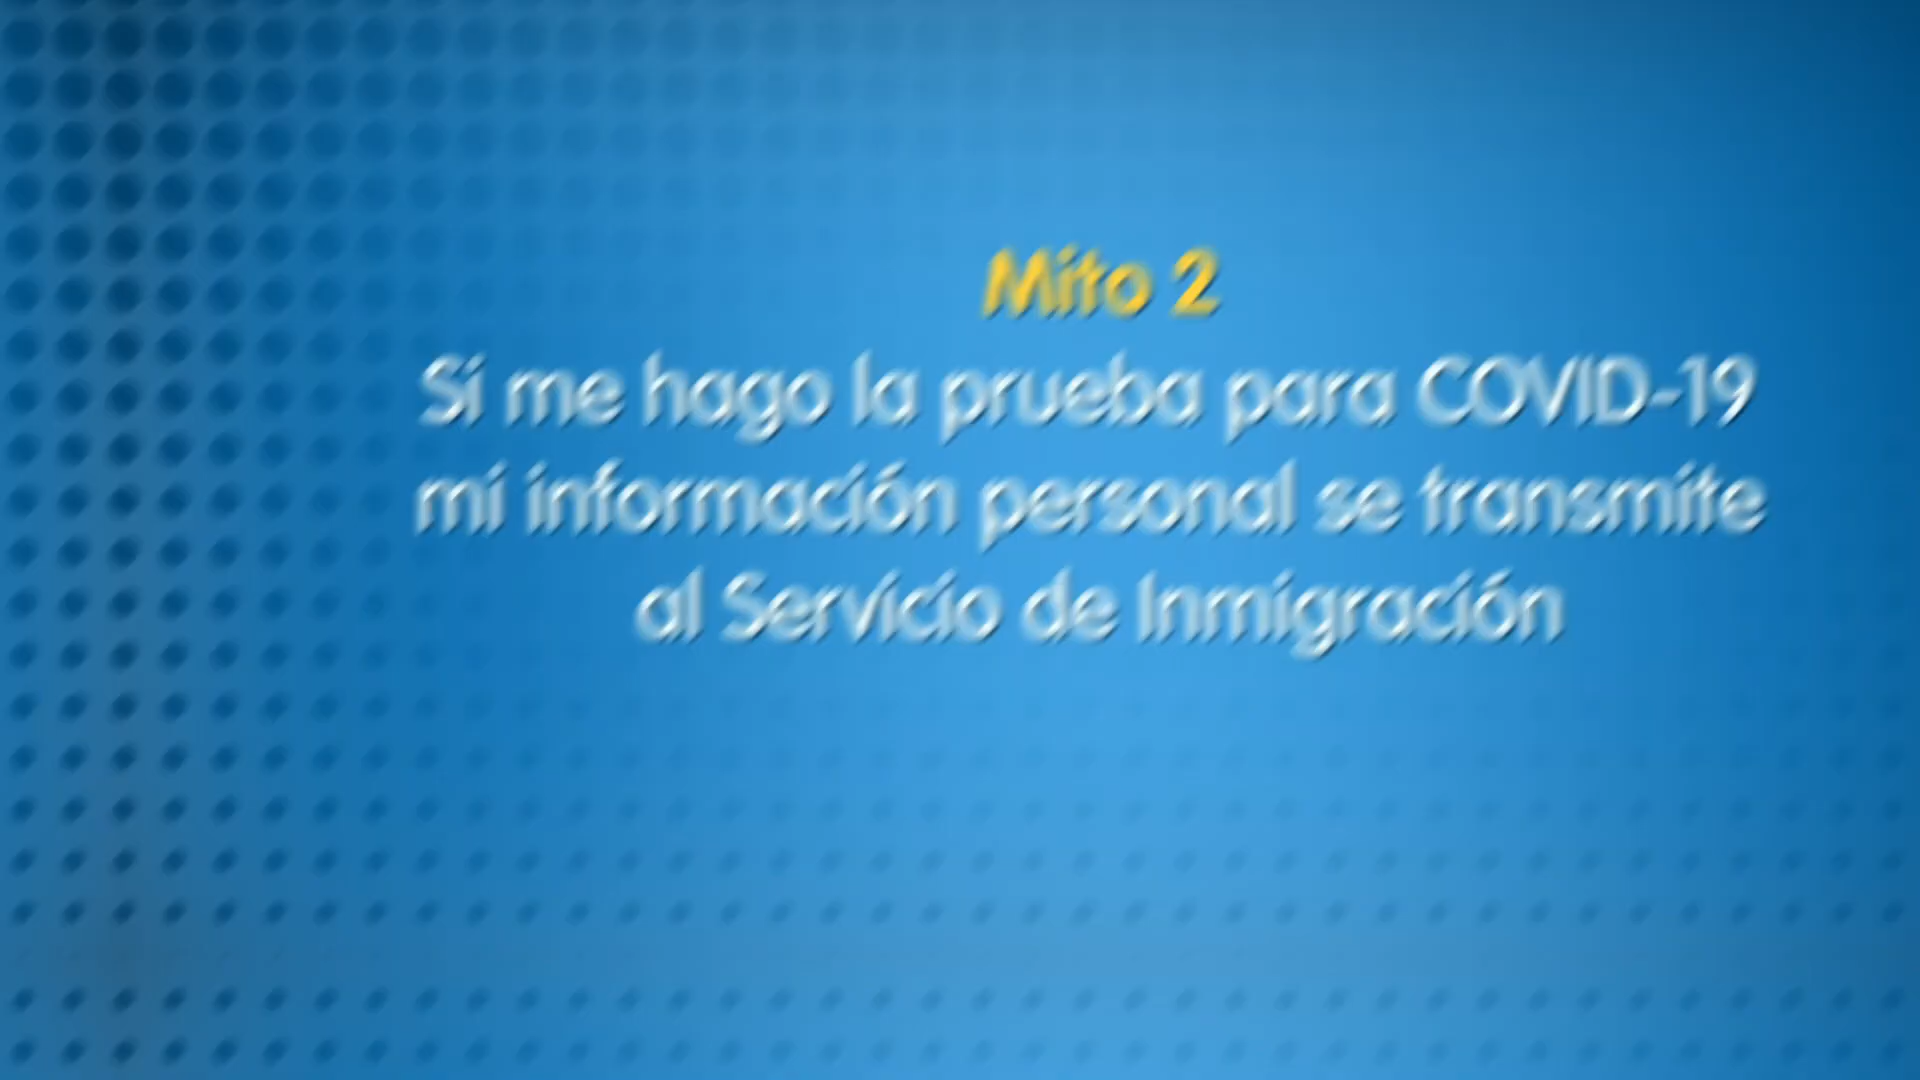 Mito 2
Si me hago la prueba para COVID-19
mi información personal se transmite
al Servicio de Inmigración